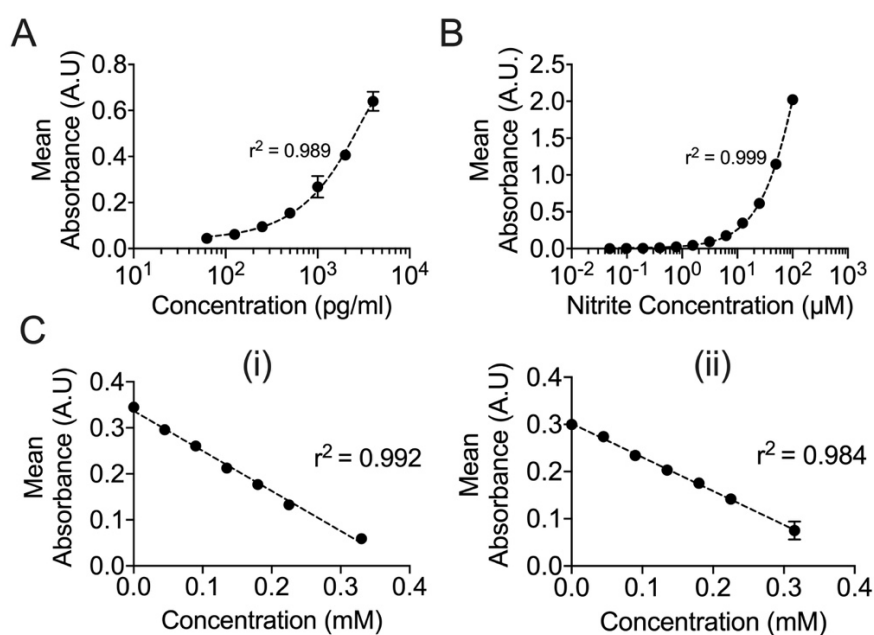 A
Mean
Absorbance (A.U)
0.8
0.6
0.4
0.2
0.0
r² = 0.989
10¹
10²
10³
10⁴
Concentration (pg/ml)
B
Mean
Absorbance (A.U.)
2.5
2.0
1.5
1.0
0.5
0.0
r² = 0.999
10⁻²
10⁻¹
10⁰
10¹
10²
10³
Nitrite Concentration (µM)
C
(i)
Mean
Absorbance (A.U)
0.4
0.3
0.2
0.1
0.0
r² = 0.992
0.0
0.1
0.2
0.3
0.4
Concentration (mM)
(ii)
Mean
Absorbance (A.U)
0.4
0.3
0.2
0.1
0.0
r² = 0.984
0.0
0.1
0.2
0.3
0.4
Concentration (mM)